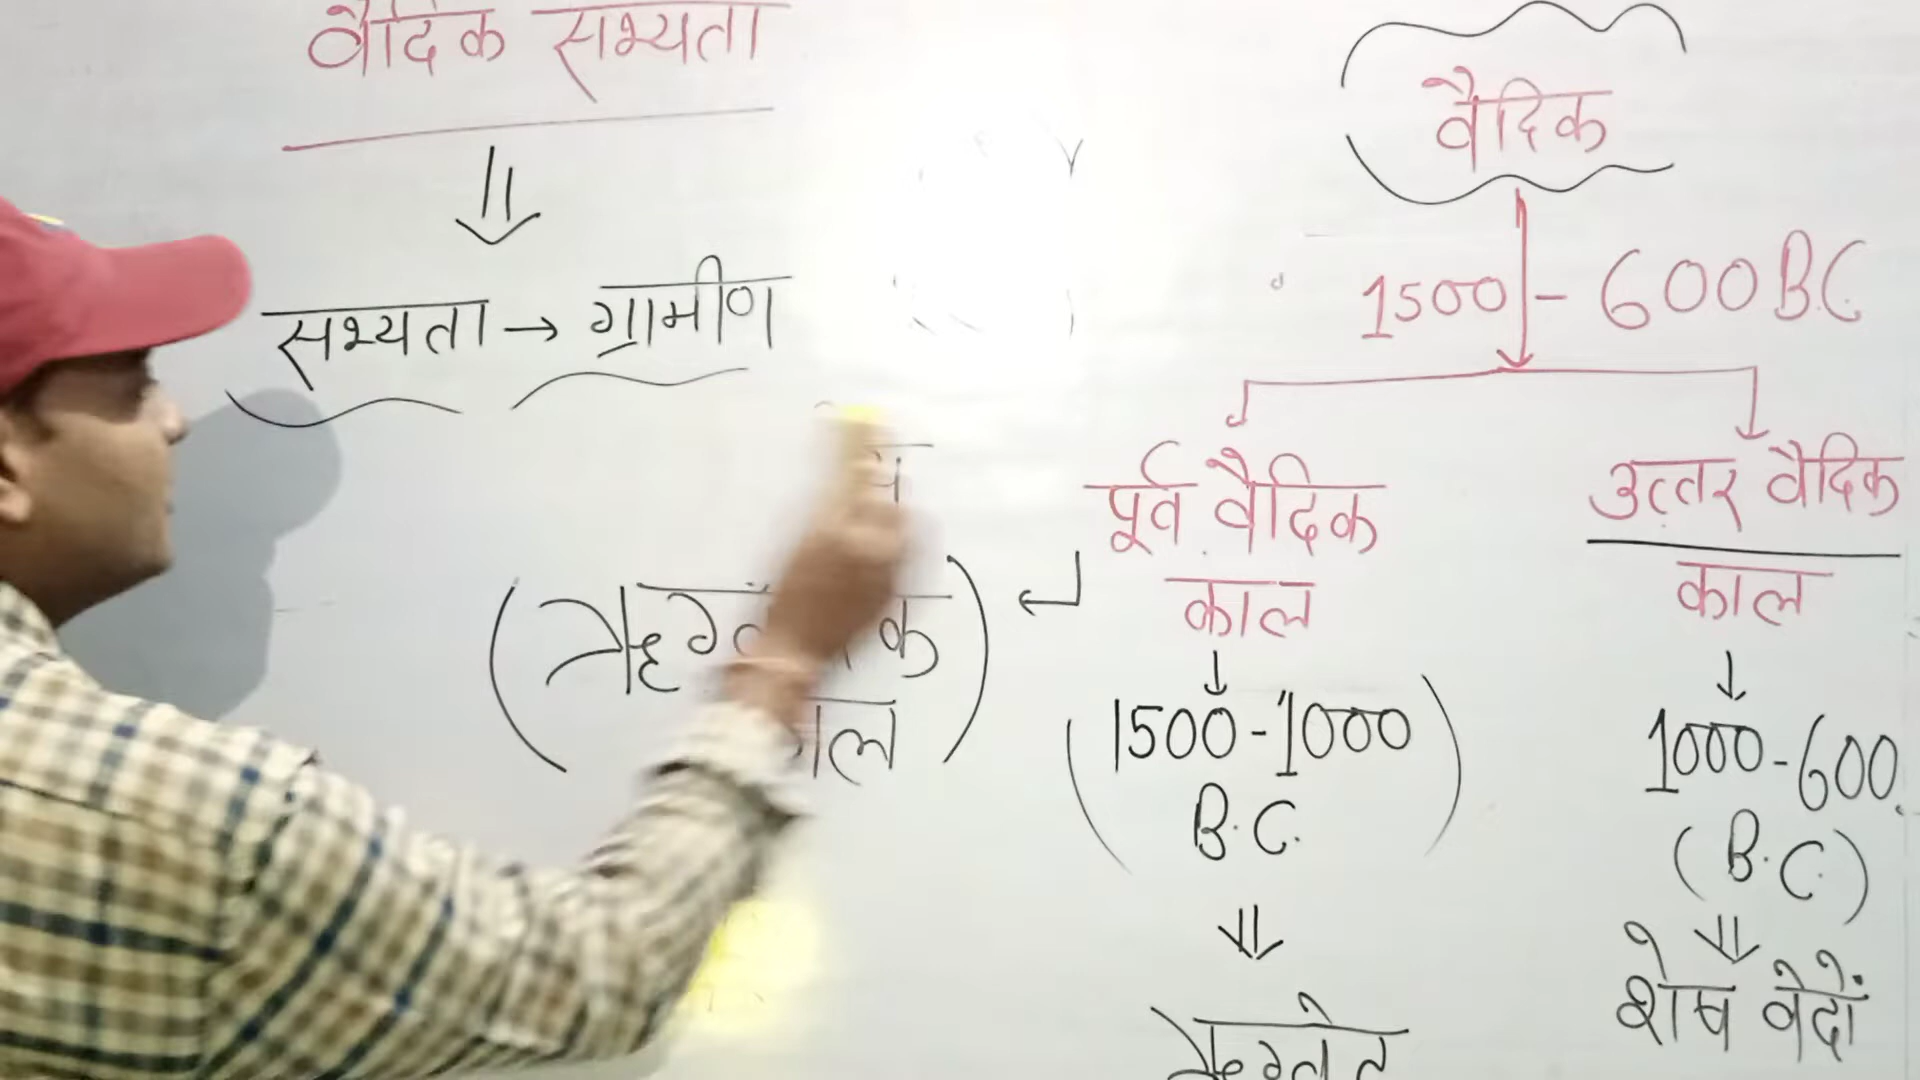 वैदिक सभ्यता
सभ्यता → ग्रामीण
काल
वैदिक
1500 - 600 B.C
पूर्व वैदिक
काल
1500-1000
B.C.
उत्तर वैदिक
काल
1000-600
(B.C.)
शेष वेदों